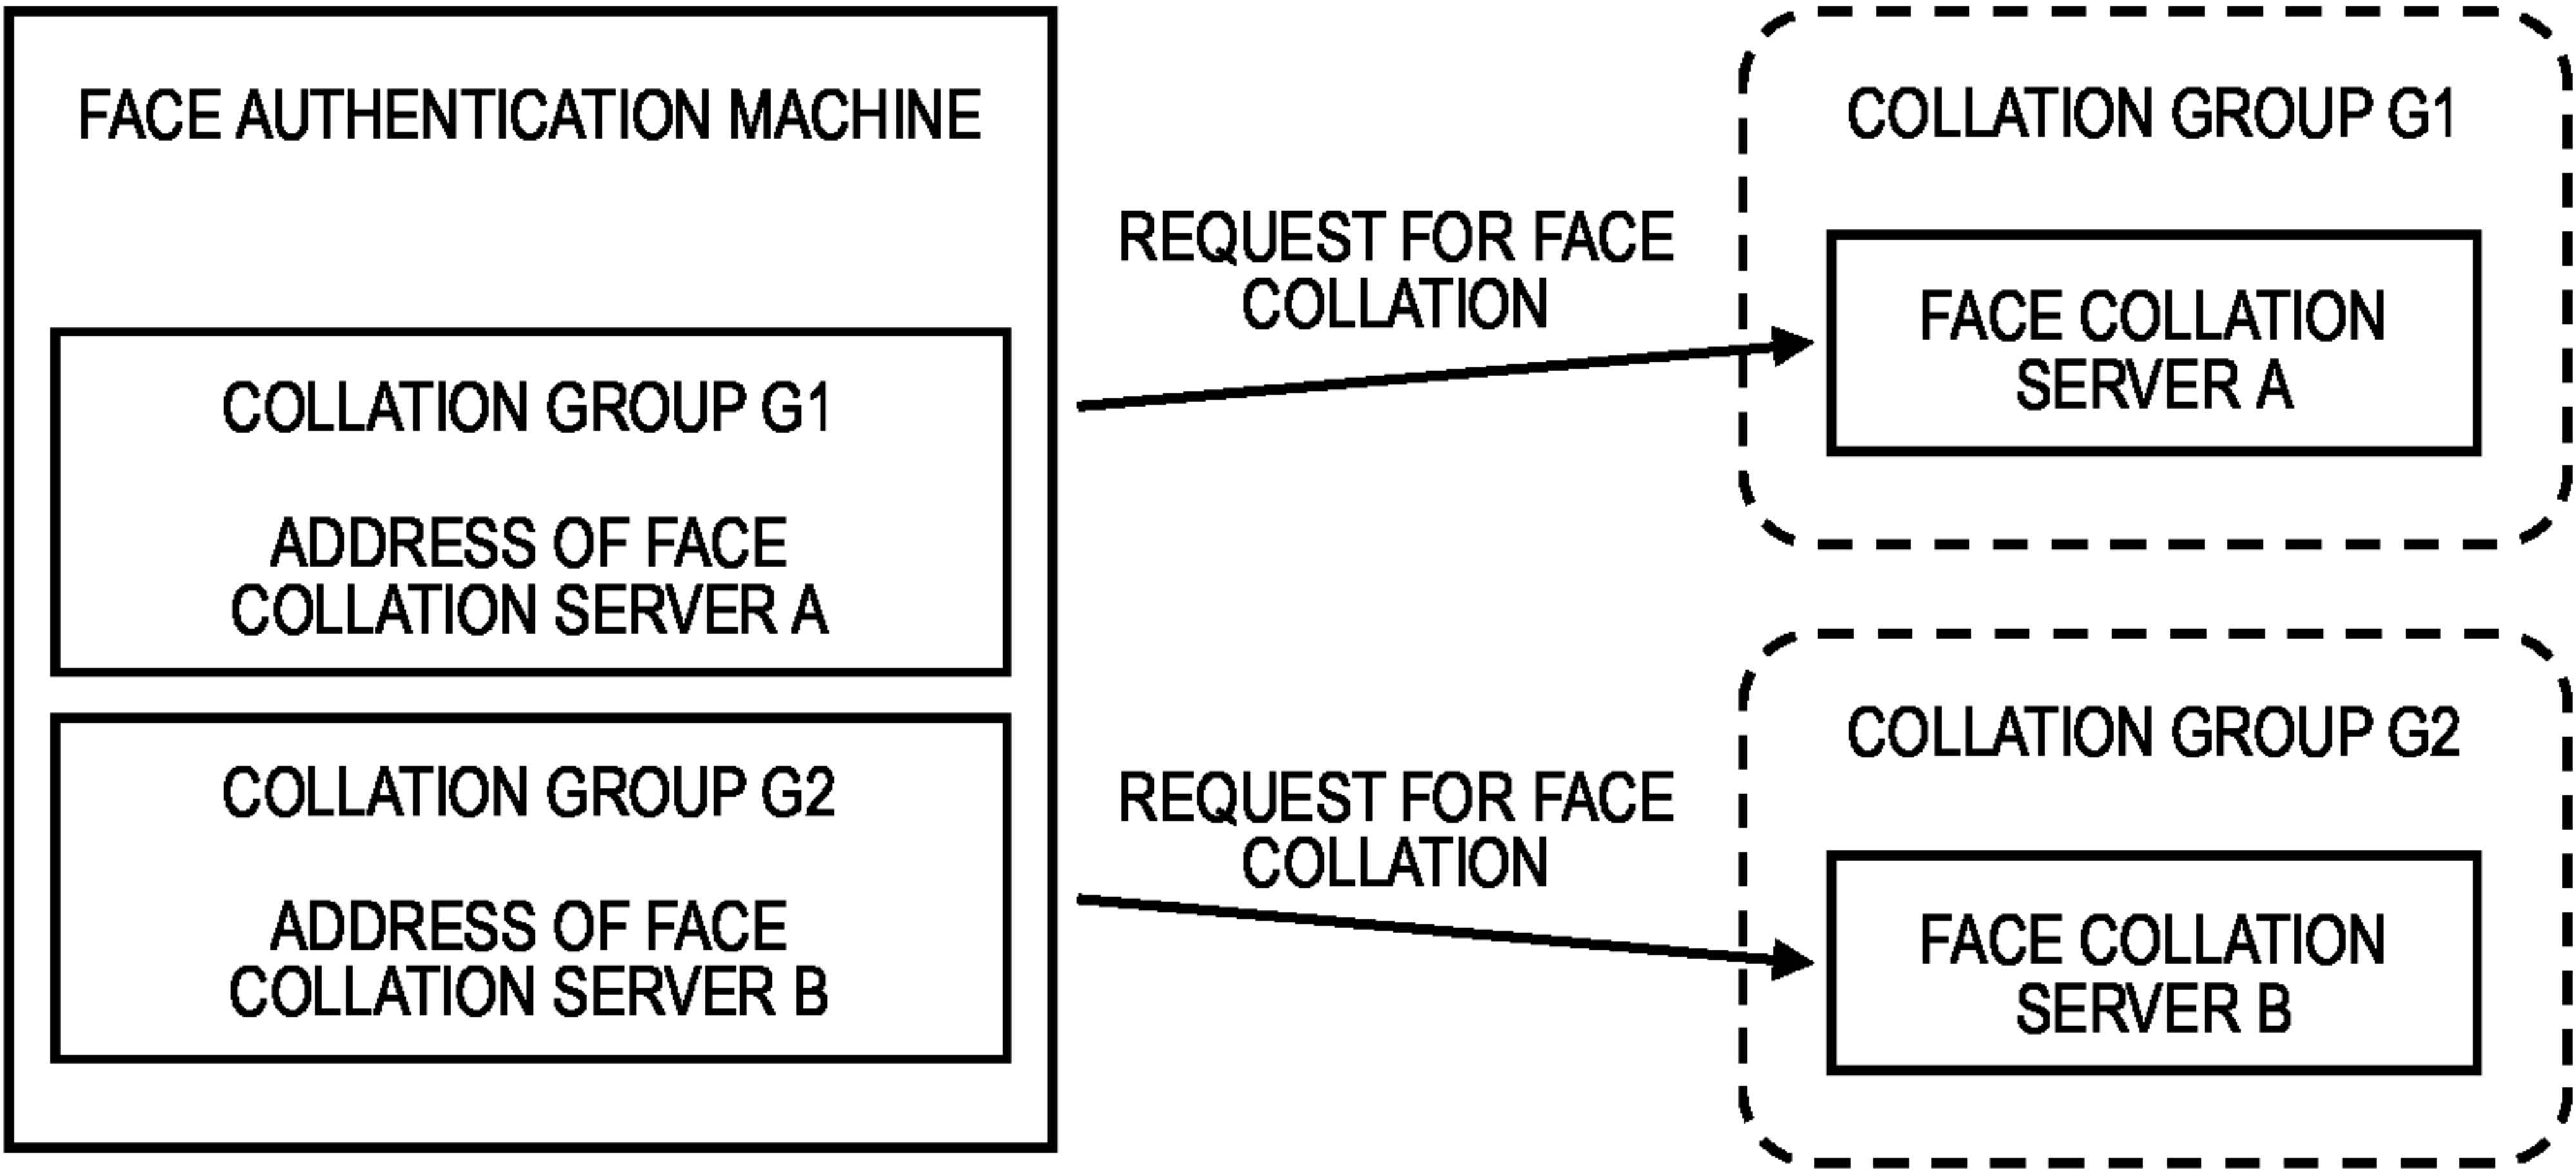 FACE AUTHENTICATION MACHINE
COLLATION GROUP G1
ADDRESS OF FACE
COLLATION SERVER A
COLLATION GROUP G2
ADDRESS OF FACE
COLLATION SERVER B
REQUEST FOR FACE
COLLATION
REQUEST FOR FACE
COLLATION
COLLATION GROUP G1
FACE COLLATION
SERVER A
COLLATION GROUP G2
FACE COLLATION
SERVER B